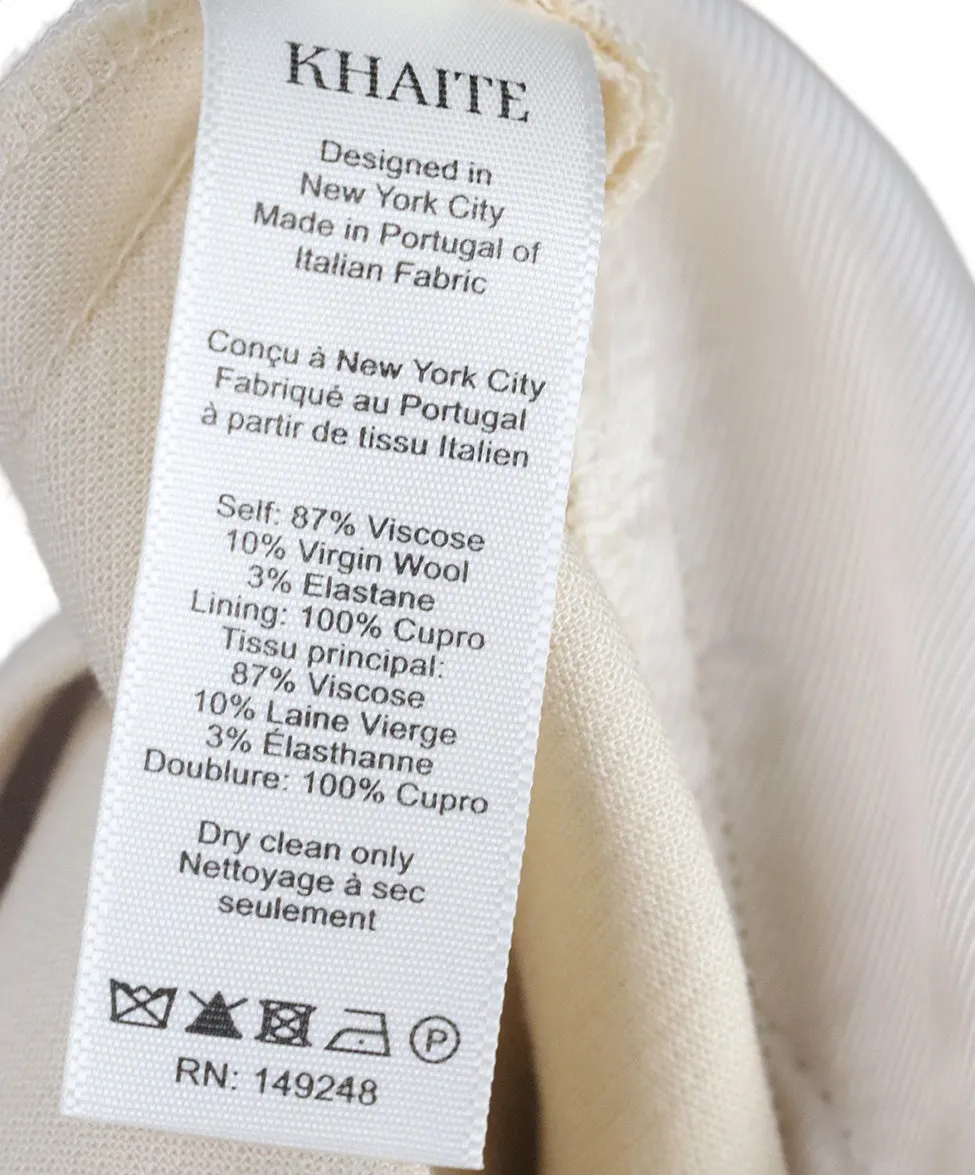 KHAITE
Designed in
New York City
Made in Portugal of
Italian Fabric
Conçu à New York City
Fabriqué au Portugal
à partir de tissu Italien
Self: 87% Viscose
10% Virgin Wool
3% Elastane
Lining: 100% Cupro
Tissu principal:
87% Viscose
10% Laine Vierge
3% Élasthanne
Doublure: 100% Cupro
Dry clean only
Nettoyage à sec
seulement
P
RN: 149248